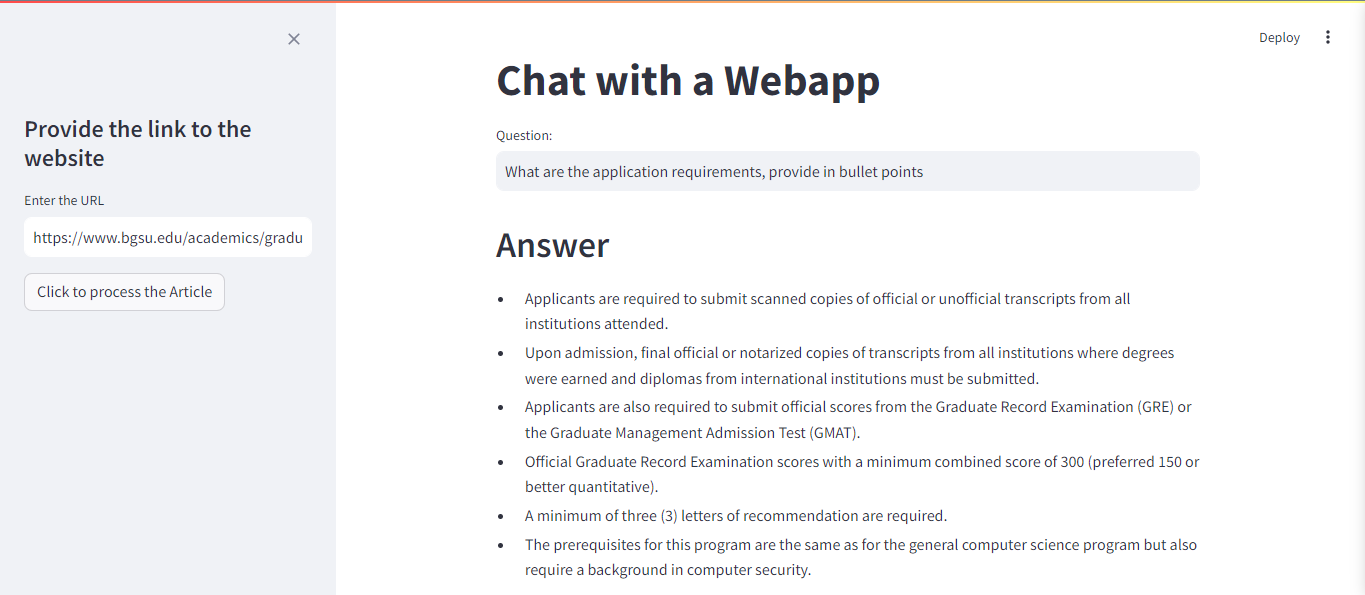 Deploy
Provide the link to the
website
Enter the URL
https://www.bgsu.edu/academics/gradu
Click to process the Article
Chat with a Webapp
Question:
What are the application requirements, provide in bullet points
Answer
• Applicants are required to submit scanned copies of official or unofficial transcripts from all
institutions attended.
• Upon admission, final official or notarized copies of transcripts from all institutions where degrees
were earned and diplomas from international institutions must be submitted.
• Applicants are also required to submit official scores from the Graduate Record Examination (GRE) or
the Graduate Management Admission Test (GMAT).
• Official Graduate Record Examination scores with a minimum combined score of 300 (preferred 150 or
better quantitative).
• A minimum of three (3) letters of recommendation are required.
• The prerequisites for this program are the same as for the general computer science program but also
require a background in computer security.